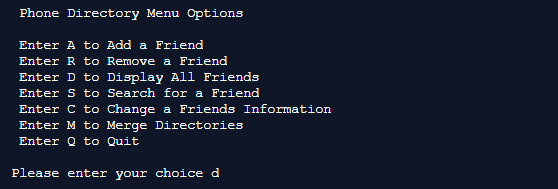 Phone Directory Menu Options
Enter A to Add a Friend
Enter R to Remove a Friend
Enter D to Display All Friends
Enter S to Search for a Friend
Enter C to Change a Friends Information
Enter M to Merge Directories
Enter Q to Quit
Please enter your choice d